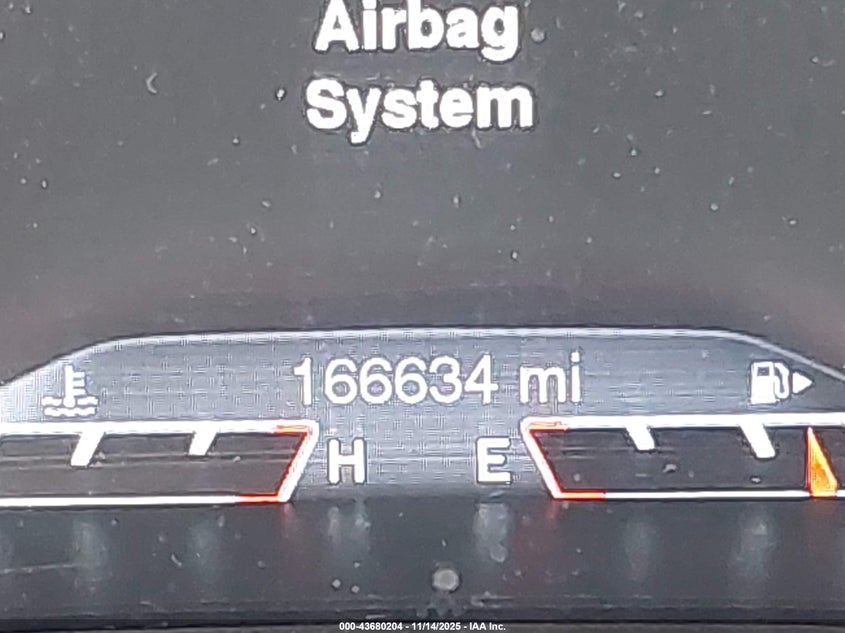 Airbag
System
166634 mi
H E
000-43680204 - 11/14/2025 - IAA Inc.